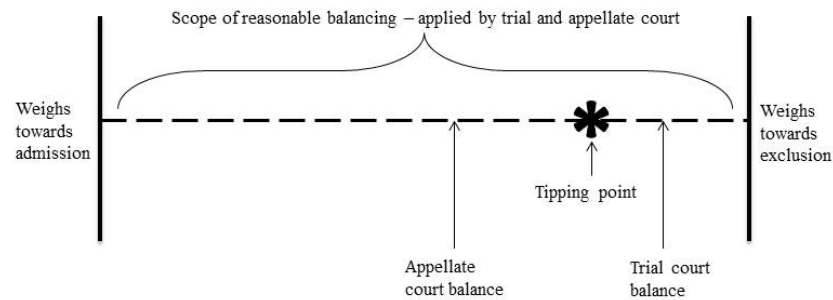 Scope of reasonable balancing – applied by trial and appellate court
Weighs
towards
admission
Weighs
towards
exclusion
Tipping point
Appellate
court balance
Trial court
balance